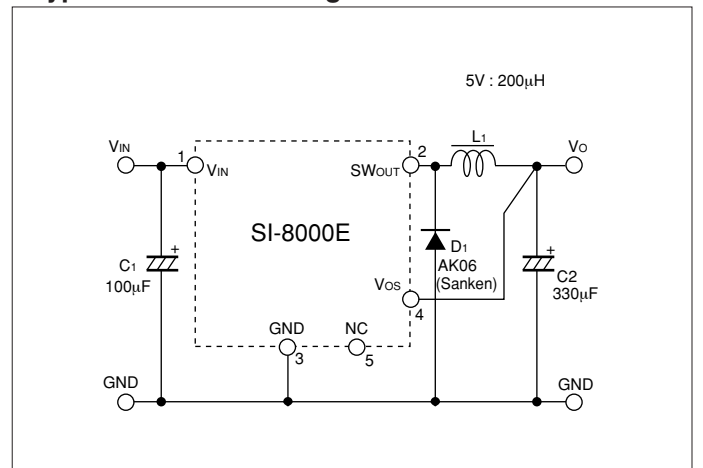 5V : 200µH
L1
VIN
1
VIN
2
SWOUT
VO
SI-8000E
+
C1
100µF
D1
AK06
(Sanken)
+
C2
330µF
VOS
4
GND
3
NC
5
GND
GND